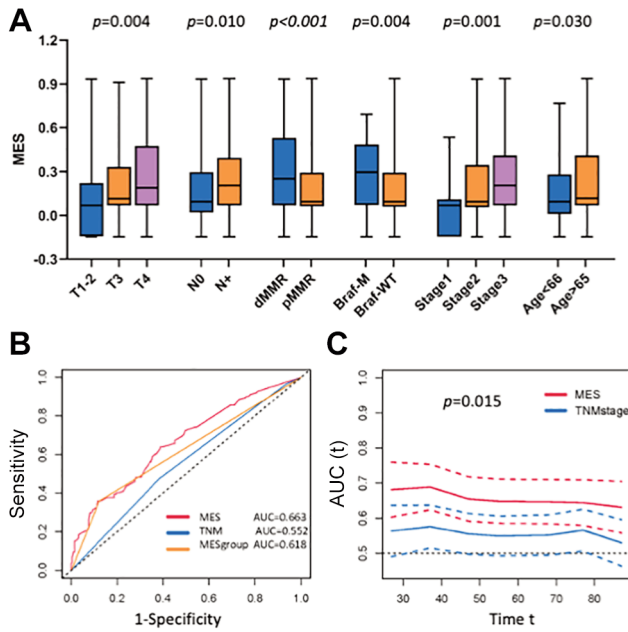 A
p=0.004 p=0.010 p<0.001 p=0.004 p=0.001 p=0.030
MES
1.2
0.9
0.6
0.3
0.0
-0.3
T1-2 T3 T4 N0 N+ dMMR pMMR Braf-M Braf-WT Stage1 Stage2 Stage3 Age<66 Age>65
B
Sensitivity
1.0
0.8
0.6
0.4
0.2
0.0
MES AUC=0.663
TNM AUC=0.552
MESgroup AUC=0.618
0.0 0.2 0.4 0.6 0.8 1.0
1-Specificity
C
AUC (t)
1.0
0.9
0.8
0.7
0.6
0.5
p=0.015
MES
TNMstage
30 40 50 60 70 80
Time t